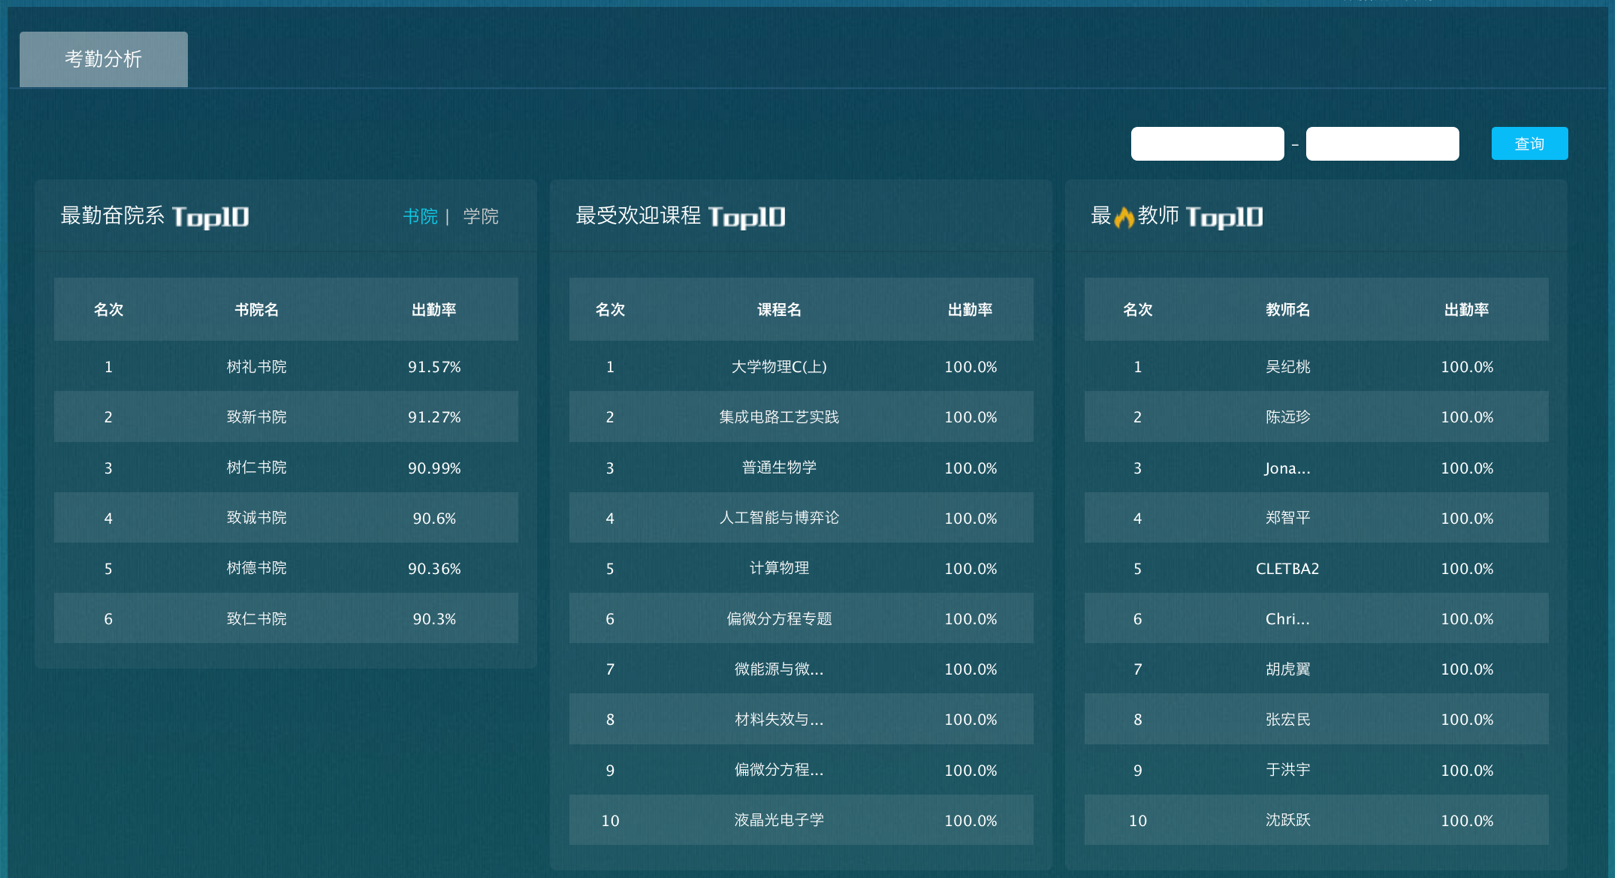 考勤分析
-
查询
最勤奋院系 Top10
书院 | 学院
名次 书院名 出勤率
1 树礼书院 91.57%
2 致新书院 91.27%
3 树仁书院 90.99%
4 致诚书院 90.6%
5 树德书院 90.36%
6 致仁书院 90.3%
最受欢迎课程 Top10
名次 课程名 出勤率
1 大学物理C(上) 100.0%
2 集成电路工艺实践 100.0%
3 普通生物学 100.0%
4 人工智能与博弈论 100.0%
5 计算物理 100.0%
6 偏微分方程专题 100.0%
7 微能源与微... 100.0%
8 材料失效与... 100.0%
9 偏微分方程... 100.0%
10 液晶光电子学 100.0%
最🔥教师 Top10
名次 教师名 出勤率
1 吴纪桃 100.0%
2 陈远珍 100.0%
3 Jona... 100.0%
4 郑智平 100.0%
5 CLETBA2 100.0%
6 Chri... 100.0%
7 胡虎翼 100.0%
8 张宏民 100.0%
9 于洪宇 100.0%
10 沈跃跃 100.0%